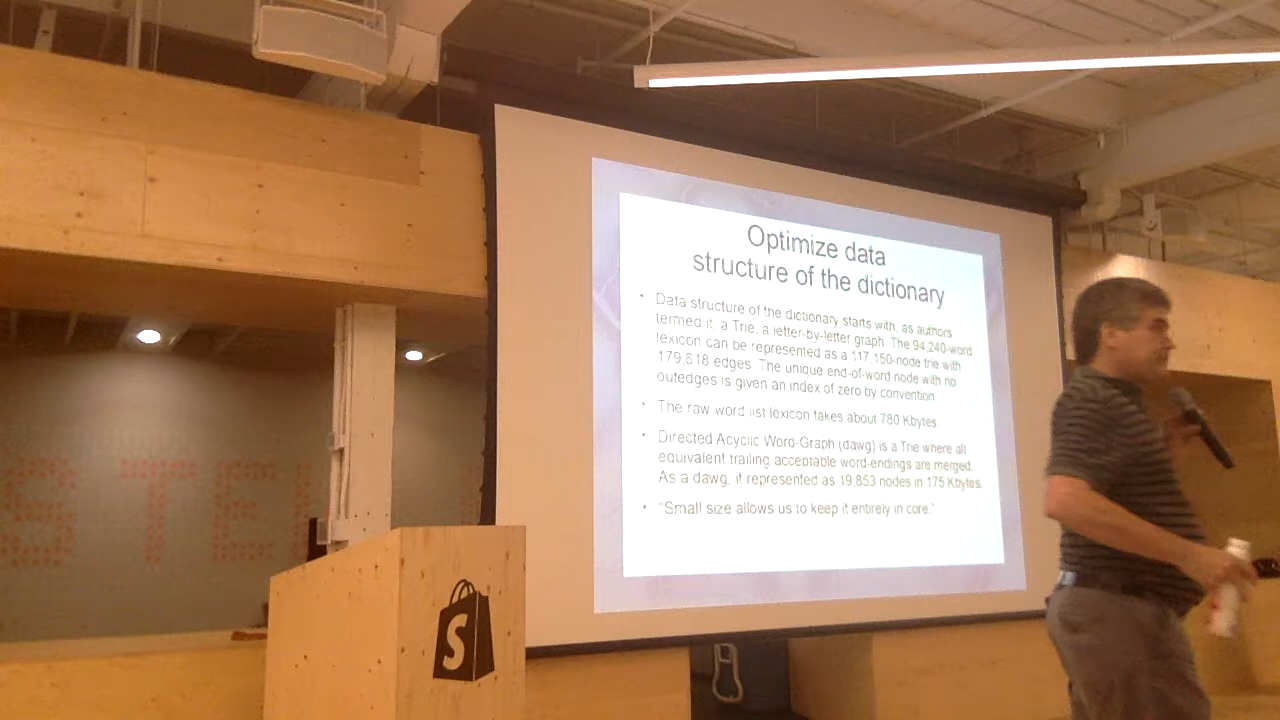 Optimize data
structure of the dictionary
• Data structure of the dictionary starts with, as authors
termed it, a Trie, a letter-by-letter graph. The 94,240-word
lexicon can be represented as a 117,150-node trie with
179,618 edges. The unique end-of-word node with no
outedges is given an index of zero by convention
• The raw word list lexicon takes about 780 Kbytes.
• Directed Acyclic Word-Graph (dawg) is a Trie where all
equivalent trailing acceptable word-endings are merged.
As a dawg, it represented as 19,853 nodes in 175 Kbytes.
• "Small size allows us to keep it entirely in core."
STE
S